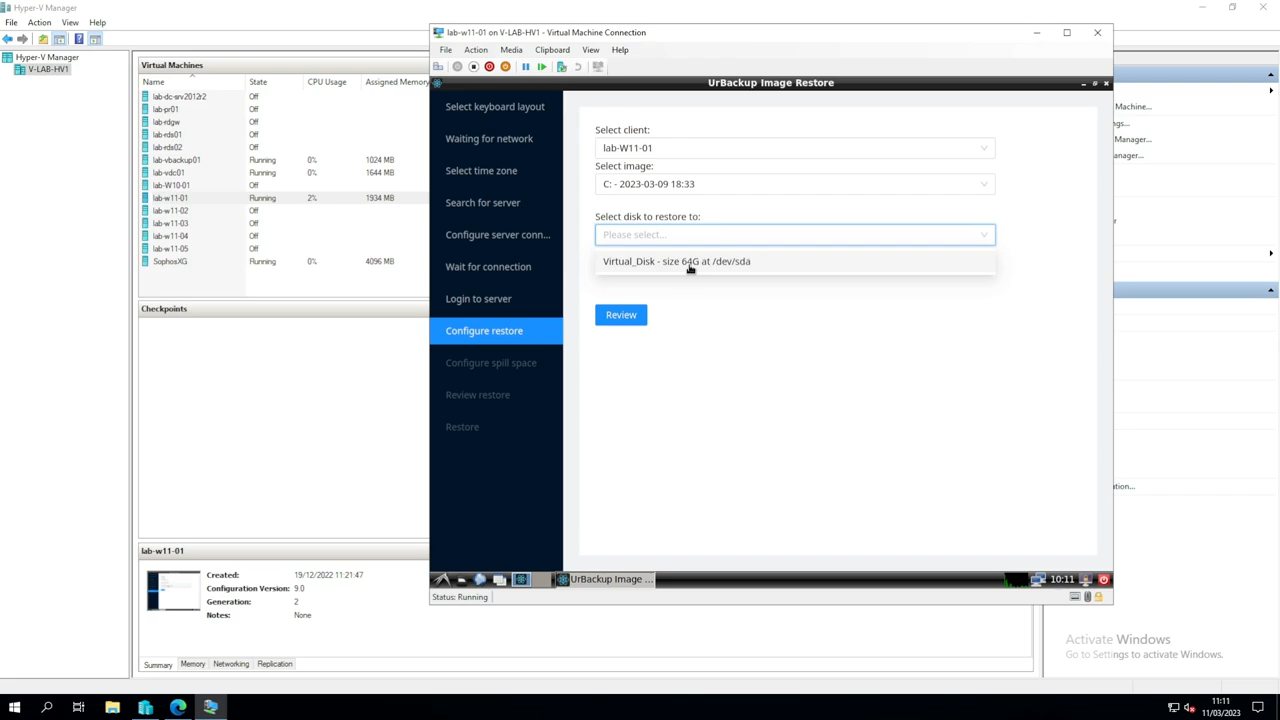 Hyper-V Manager
File Action View Help
Hyper-V Manager
V-LAB-HV1
Virtual Machines
Name State CPU Usage Assigned Memory
lab-dc-srv2012r2 Off
lab-pr01 Off
lab-rdgw Off
lab-rds01 Off
lab-rds02 Off
lab-vbackup01 Running 0% 1024 MB
lab-vdc01 Running 0% 1644 MB
lab-W10-01 Off
lab-w11-01 Running 2% 1934 MB
lab-w11-02 Off
lab-w11-03 Off
lab-w11-04 Off
lab-w11-05 Off
SophosXG Running 0% 4096 MB
Checkpoints
lab-w11-01
Created: 19/12/2022 11:21:47
Configuration Version: 9.0
Generation: 2
Notes: None
Summary Memory Networking Replication
lab-w11-01 on V-LAB-HV1 - Virtual Machine Connection
File Action Media Clipboard View Help
UrBackup Image Restore
Select keyboard layout
Waiting for network
Select time zone
Search for server
Configure server conn...
Wait for connection
Login to server
Configure restore
Configure spill space
Review restore
Restore
Select client:
lab-W11-01
Select image:
C: - 2023-03-09 18:33
Select disk to restore to:
Please select...
Virtual_Disk - size 64G at /dev/sda
Review
UrBackup Image ...
10:11
Status: Running
Machine...
gs...
Manager...
anager...
ation...
Activate Windows
Go to Settings to activate Windows.
11:11
11/03/2023